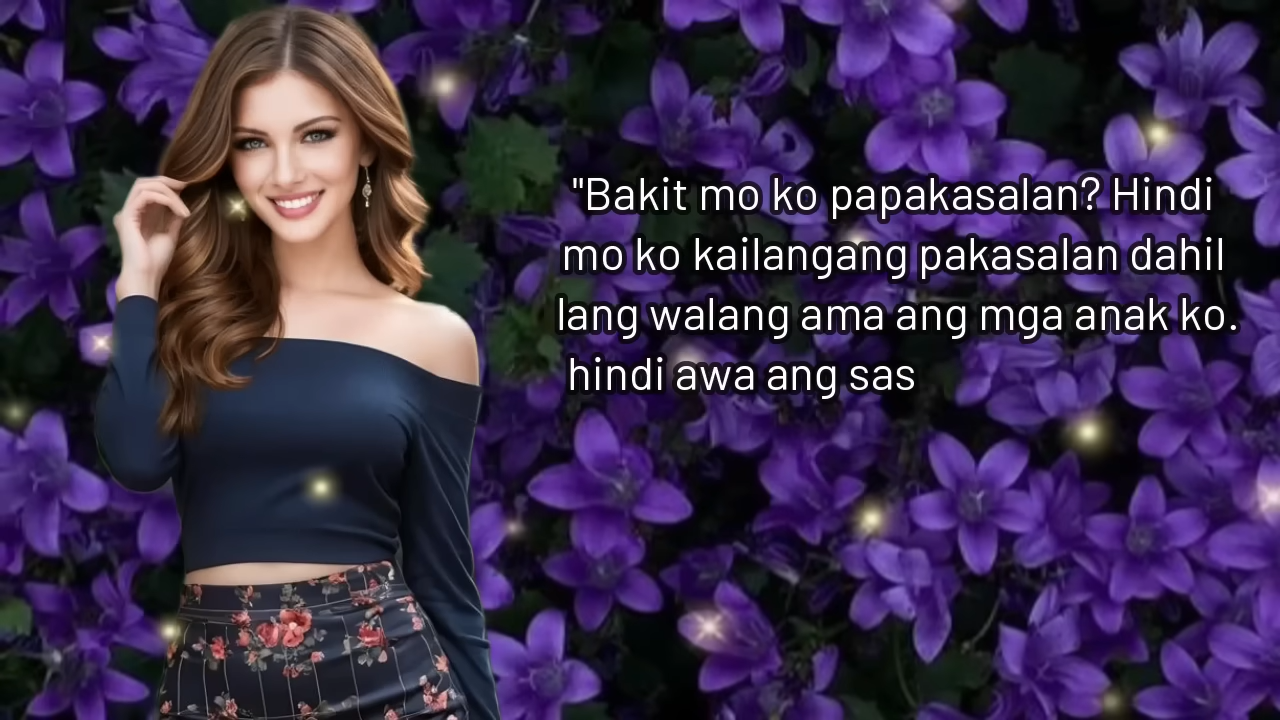 "Bakit mo ko papakasalan? Hindi
mo ko kailangang pakasalan dahil
lang walang ama ang mga anak ko.
hindi awa ang sas